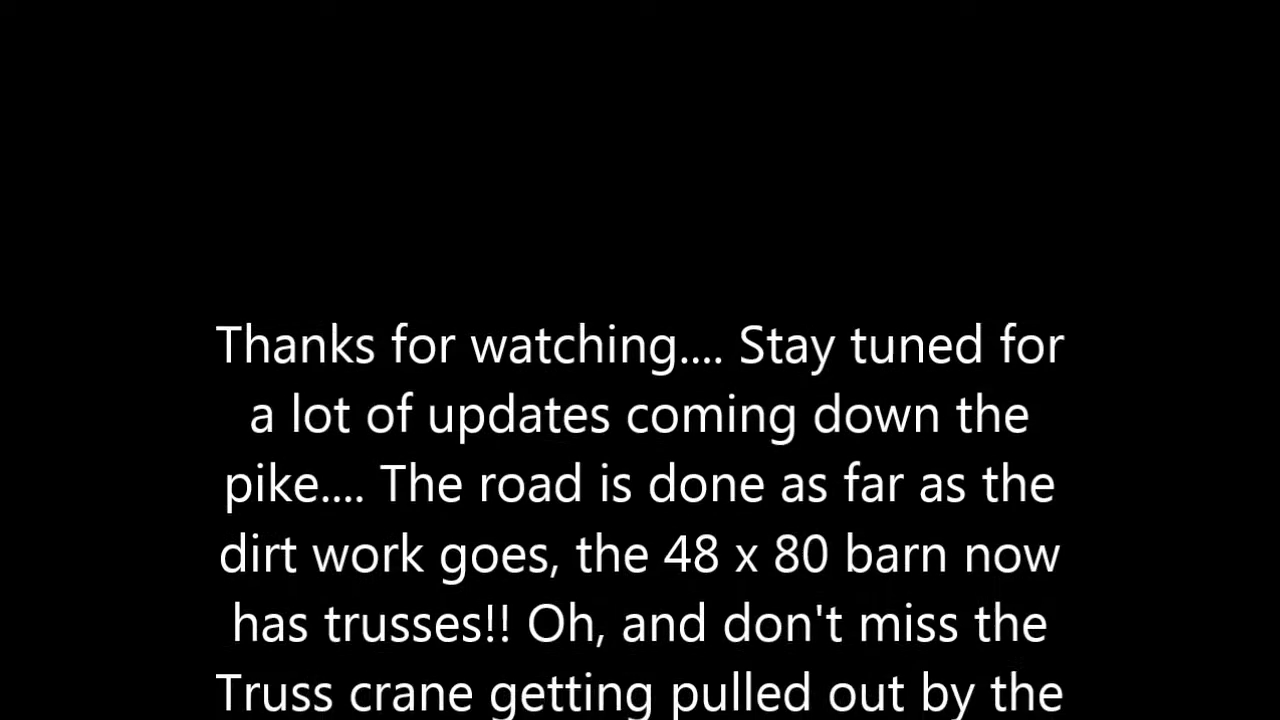 Thanks for watching.... Stay tuned for
a lot of updates coming down the
pike.... The road is done as far as the
dirt work goes, the 48 x 80 barn now
has trusses!! Oh, and don't miss the
Truss crane getting pulled out by the